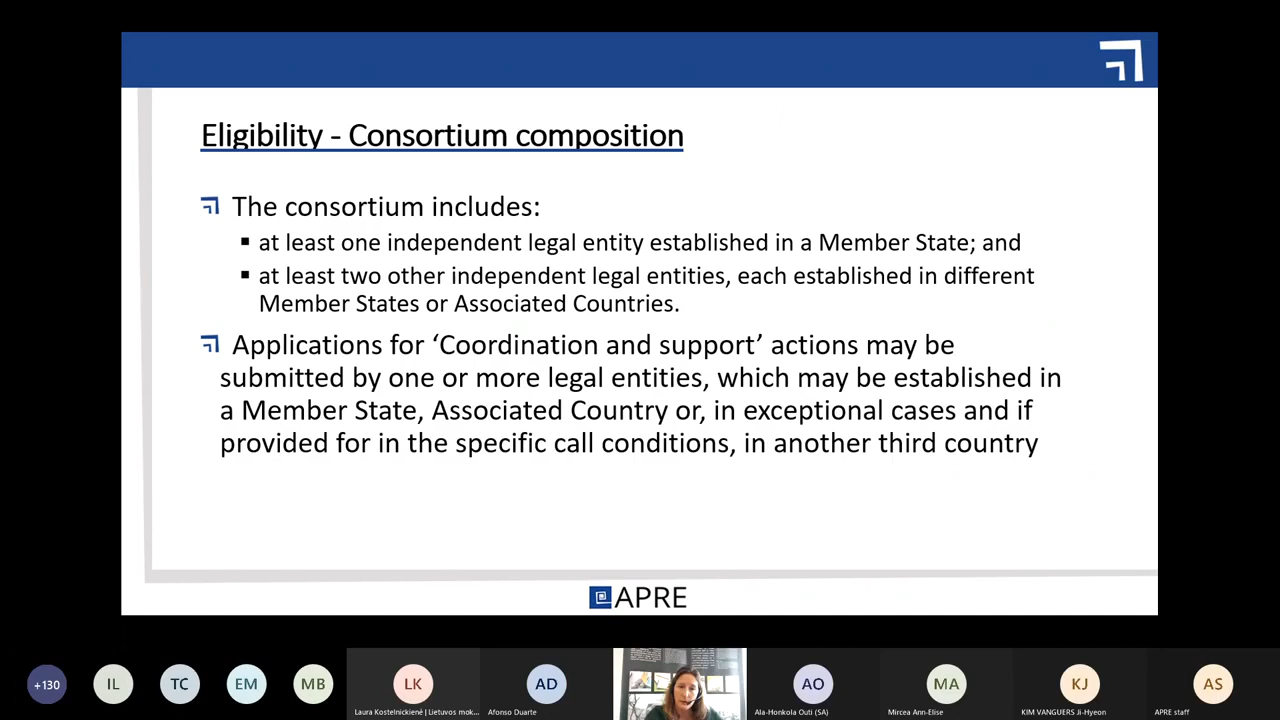 Eligibility - Consortium composition
The consortium includes:
at least one independent legal entity established in a Member State; and
at least two other independent legal entities, each established in different
Member States or Associated Countries.
Applications for ‘Coordination and support’ actions may be
submitted by one or more legal entities, which may be established in
a Member State, Associated Country or, in exceptional cases and if
provided for in the specific call conditions, in another third country
APRE
+130 IL TC EM MB LK AD AO MA KJ AS
Laura Kostelnickienė | Lietuvos mok... Afonso Duarte Ala-Honkola Outi (SA) Mircea Ann-Elise KIM VANGUERS Ji-Hyeon APRE staff